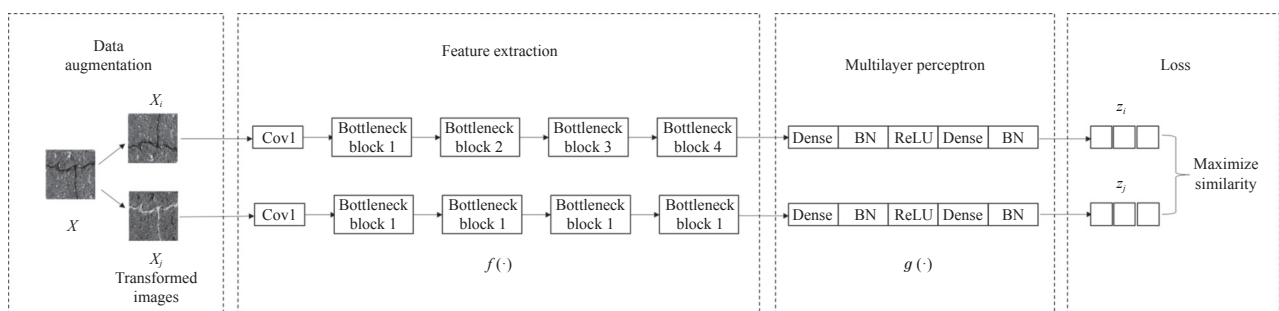 Data
augmentation
X_i
X
X_j
Transformed
images
Feature extraction
Cov1
Bottleneck
block 1
Bottleneck
block 2
Bottleneck
block 3
Bottleneck
block 4
Cov1
Bottleneck
block 1
Bottleneck
block 1
Bottleneck
block 1
Bottleneck
block 1
f (·)
Multilayer perceptron
Dense BN ReLU Dense BN
Dense BN ReLU Dense BN
g (·)
Loss
z_i
z_j
Maximize
similarity